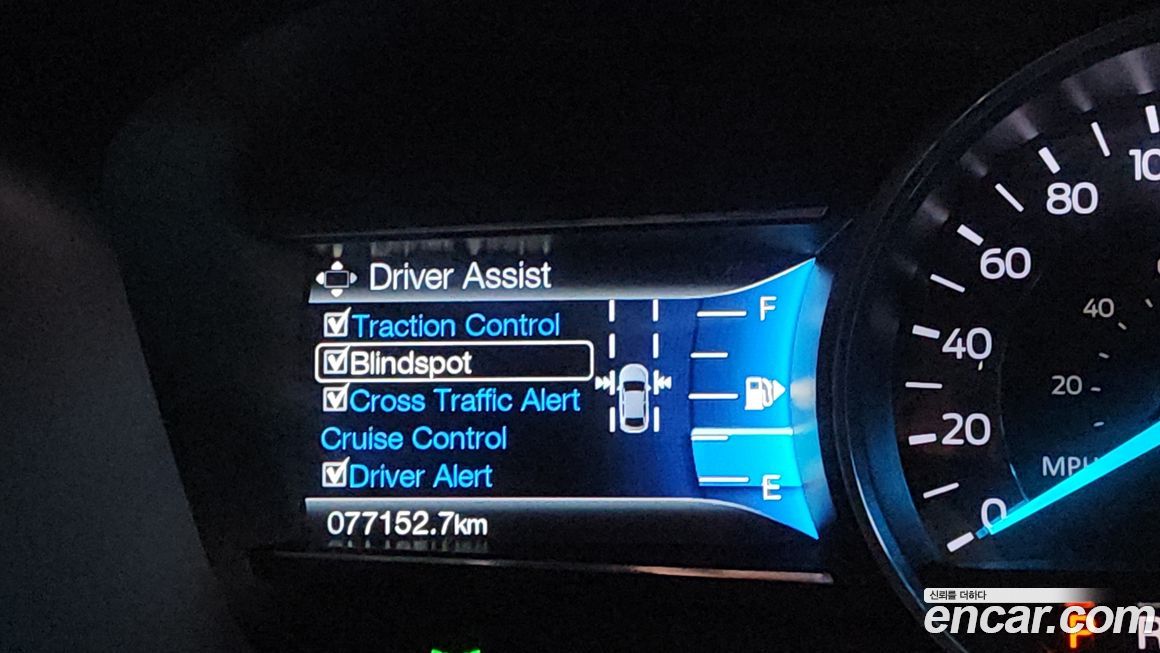 Driver Assist
Traction Control
Blindspot
Cross Traffic Alert
Cruise Control
Driver Alert
077152.7km
F
E
80
60
40
20
0
40
20
MPH
신뢰를 더하다
encar.com
P
R